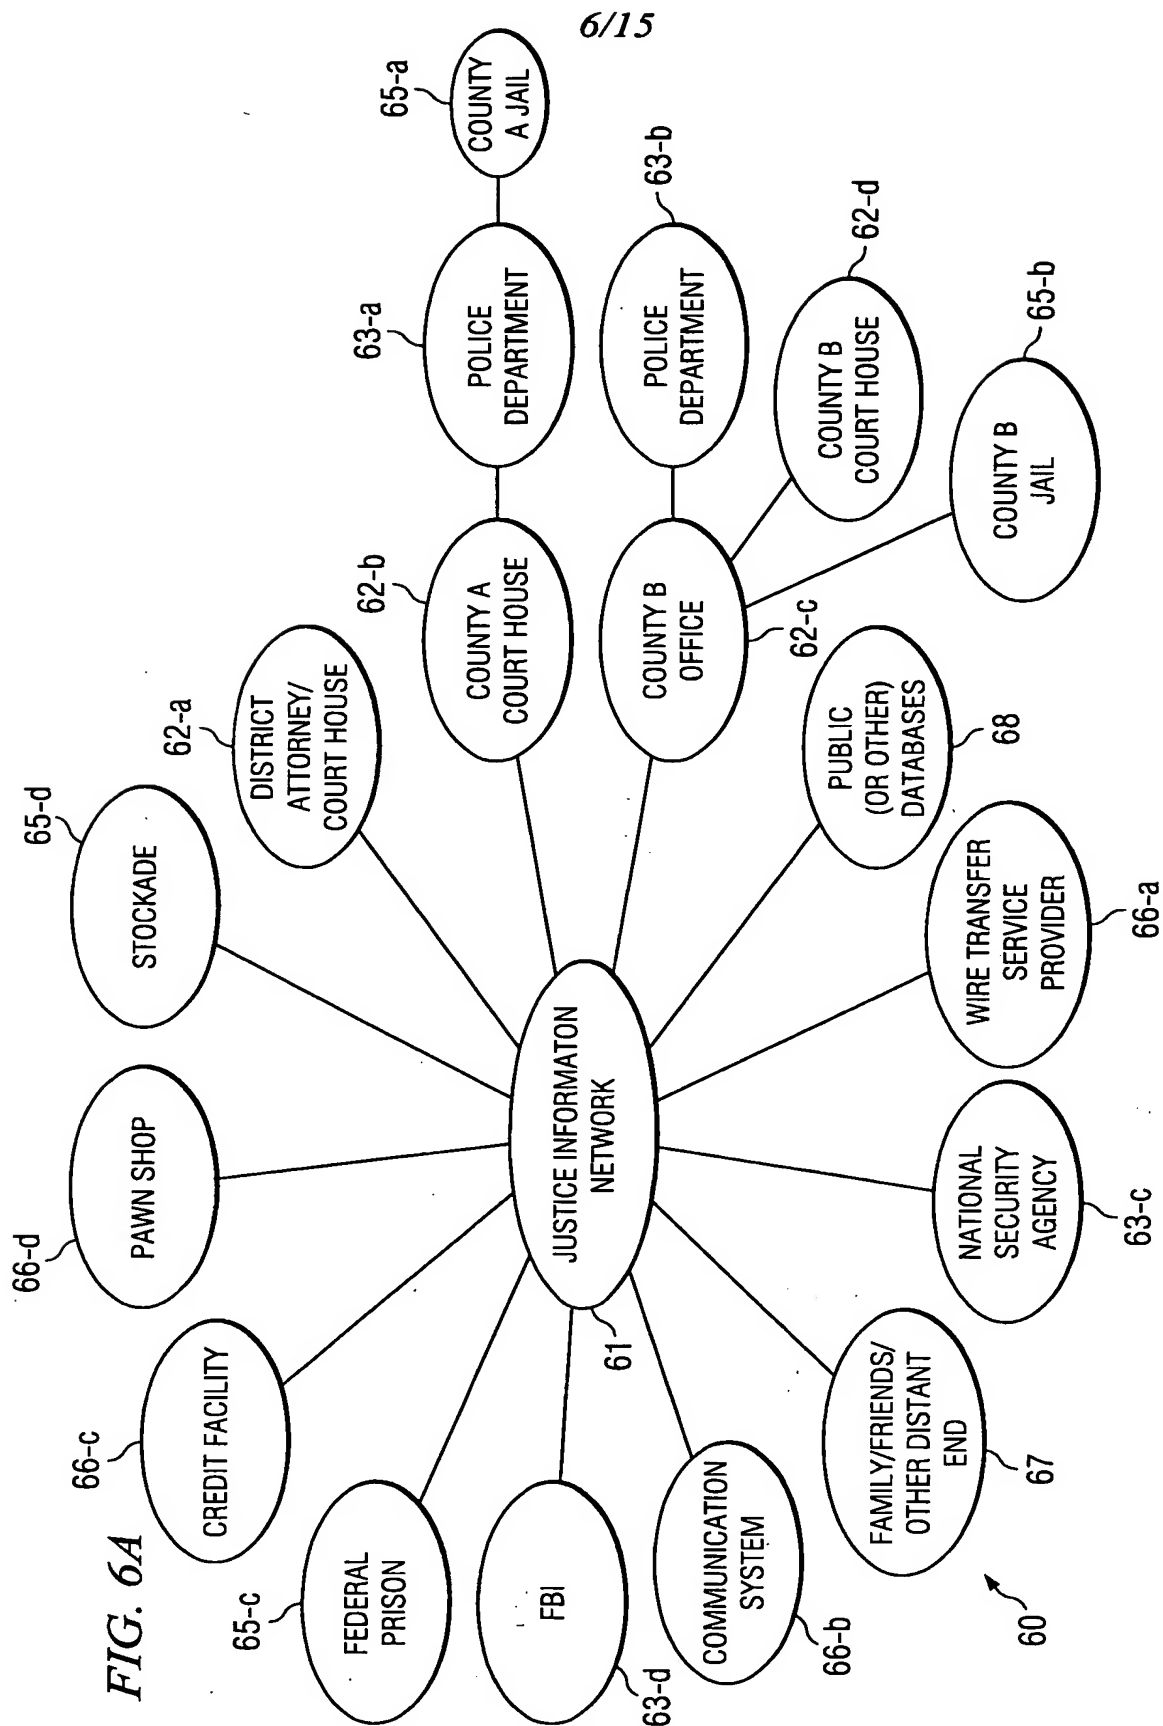 6/15
FIG. 6A
65-d
STOCKADE
66-d
PAWN SHOP
66-c
CREDIT FACILITY
65-c
FEDERAL
PRISON
FBI
63-d
COMMUNICATION
SYSTEM
66-b
FAMILY/FRIENDS/
OTHER DISTANT
END
67
60
NATIONAL
SECURITY
AGENCY
63-c
WIRE TRANSFER
SERVICE
PROVIDER
66-a
PUBLIC
(OR OTHER)
DATABASES
68
JUSTICE INFORMATON
NETWORK
61
62-a
DISTRICT
ATTORNEY/
COURT HOUSE
62-b
COUNTY A
COURT HOUSE
63-a
POLICE
DEPARTMENT
65-a
COUNTY
A JAIL
COUNTY B
OFFICE
62-c
POLICE
DEPARTMENT
63-b
COUNTY B
COURT HOUSE
62-d
COUNTY B
JAIL
65-b